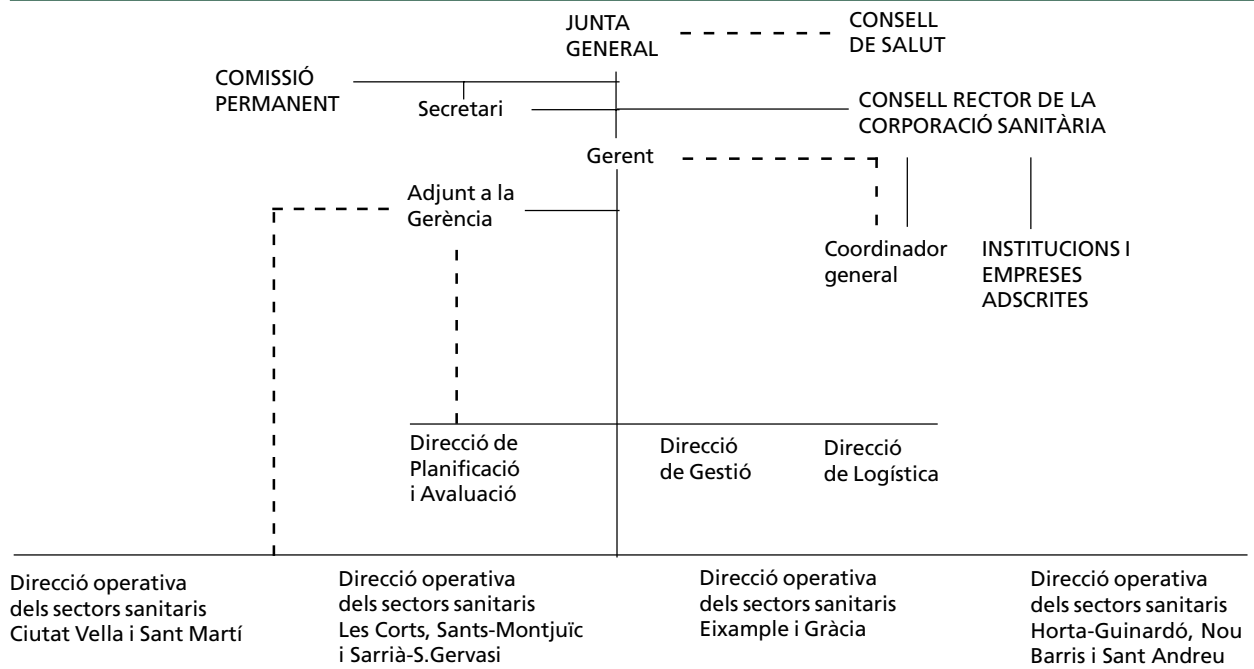 JUNTA
GENERAL
CONSELL
DE SALUT
COMISSIÓ
PERMANENT
Secretari
CONSELL RECTOR DE LA
CORPORACIÓ SANITÀRIA
Gerent
Adjunt a la
Gerència
Coordinador
general
INSTITUCIONS I
EMPRESES
ADSCRITES
Direcció de
Planificació
i Avaluació
Direcció
de Gestió
Direcció
de Logística
Direcció operativa
dels sectors sanitaris
Ciutat Vella i Sant Martí
Direcció operativa
dels sectors sanitaris
Les Corts, Sants-Montjuïc
i Sarrià-S.Gervasi
Direcció operativa
dels sectors sanitaris
Eixample i Gràcia
Direcció operativa
dels sectors sanitaris
Horta-Guinardó, Nou
Barris i Sant Andreu